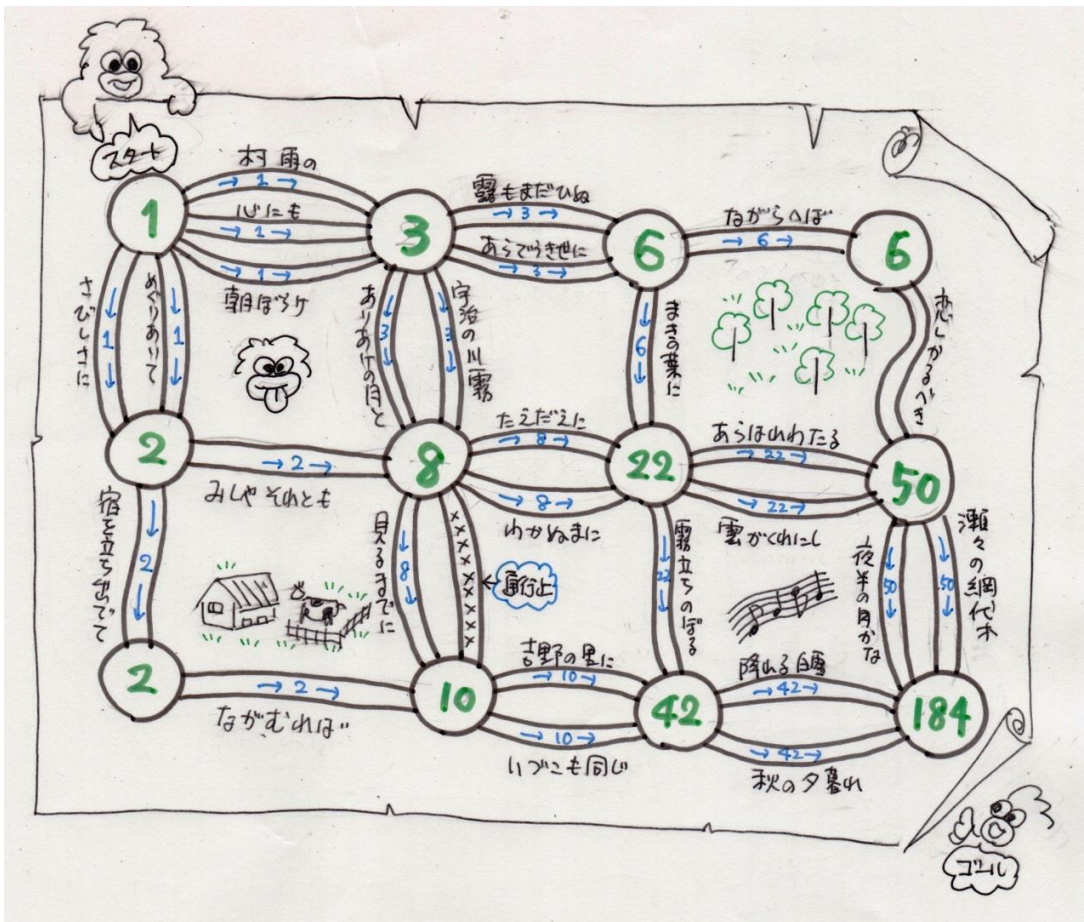 スタート
村雨の
→ 1 →
心にも
→ 1 →
朝ぼらけ
→ 1 →
1
3
露もまだひぬ
→ 3 →
あらでうき世に
→ 3 →
6
ながらへば
→ 6 →
6
さびしさに
↓ 1 ↓
めぐりあいて
↓ 1 ↓
ありあけの月と
↓ 3 ↓
宇治の川霧
↓ 3 ↓
まきの葉に
↓ 6 ↓
恋しかるべき
2
みしやそれとも
→ 2 →
8
たえだえに
→ 8 →
わかぬまに
→ 8 →
22
あらはれわたる
→ 22 →
雲がくれにし
→ 22 →
50
宿を立ち出でて
↓ 2 ↓
見るまでに
↓ 8 ↓
××××××××××
←通行止
霧立ちのぼる
↓ 22 ↓
夜半の月かな
↓ 50 ↓
瀬々の網代木
↓ 50 ↓
2
ながむれば
→ 2 →
10
吉野の里に
→ 10 →
いづこも同じ
→ 10 →
42
降れる白雪
→ 42 →
秋の夕暮れ
→ 42 →
184
ゴール